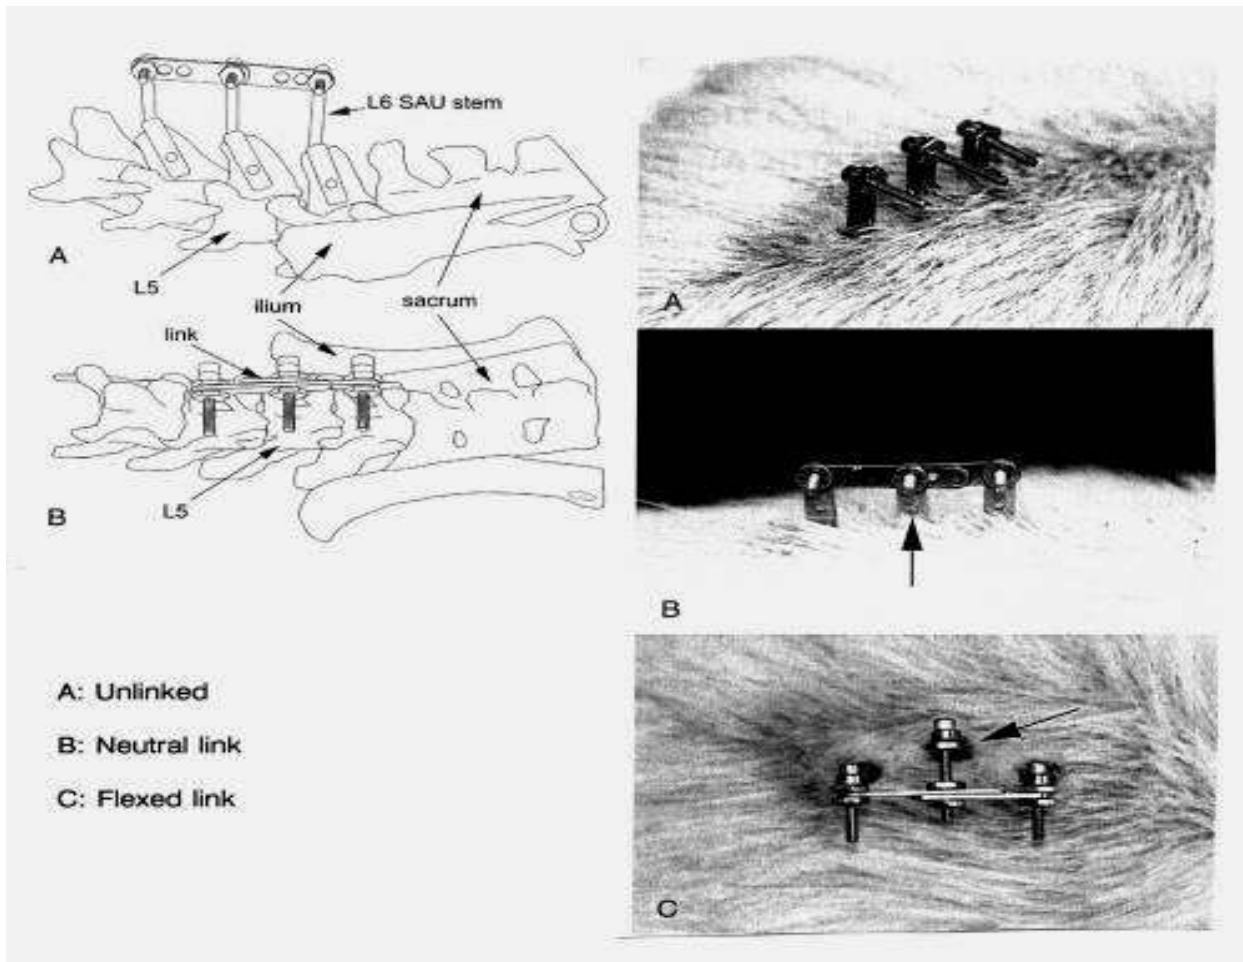 L6 SAU stem
A
L5
ilium
sacrum
link
B
L5
A: Unlinked
B: Neutral link
C: Flexed link
A
B
C